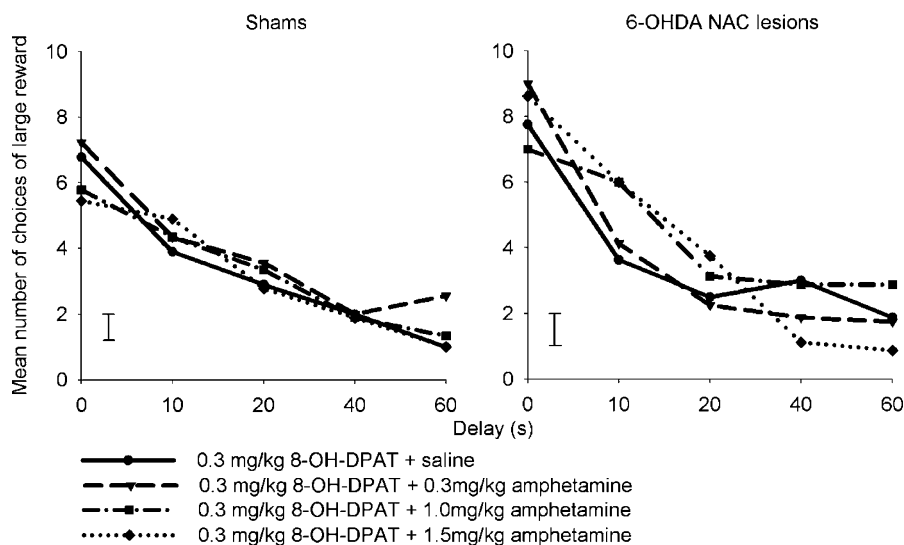 Shams
6-OHDA NAC lesions
Mean number of choices of large reward
10
8
6
4
2
0
0 10 20 40 60
10
8
6
4
2
0
0 10 20 40 60
Delay (s)
0.3 mg/kg 8-OH-DPAT + saline
0.3 mg/kg 8-OH-DPAT + 0.3mg/kg amphetamine
0.3 mg/kg 8-OH-DPAT + 1.0mg/kg amphetamine
0.3 mg/kg 8-OH-DPAT + 1.5mg/kg amphetamine